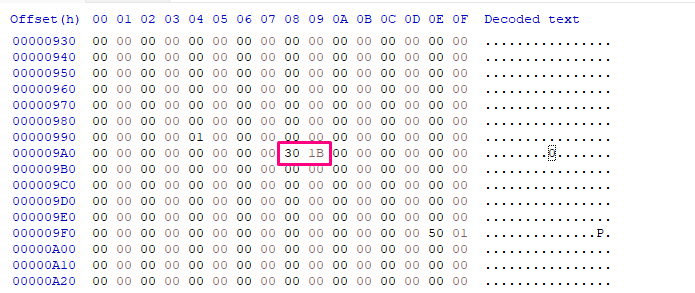 Offset(h) 00 01 02 03 04 05 06 07 08 09 0A 0B 0C 0D 0E 0F Decoded text
00000930 00 00 00 00 00 00 00 00 00 00 00 00 00 00 00 00 ................
00000940 00 00 00 00 00 00 00 00 00 00 00 00 00 00 00 00 ................
00000950 00 00 00 00 00 00 00 00 00 00 00 00 00 00 00 00 ................
00000960 00 00 00 00 00 00 00 00 00 00 00 00 00 00 00 00 ................
00000970 00 00 00 00 00 00 00 00 00 00 00 00 00 00 00 00 ................
00000980 00 00 00 00 00 00 00 00 00 00 00 00 00 00 00 00 ................
00000990 00 00 00 00 01 00 00 00 00 00 00 00 00 00 00 00 ................
000009A0 00 00 00 00 00 00 00 00 30 1B 00 00 00 00 00 00 ........0.......
000009B0 00 00 00 00 00 00 00 00 00 00 00 00 00 00 00 00 ................
000009C0 00 00 00 00 00 00 00 00 00 00 00 00 00 00 00 00 ................
000009D0 00 00 00 00 00 00 00 00 00 00 00 00 00 00 00 00 ................
000009E0 00 00 00 00 00 00 00 00 00 00 00 00 00 00 00 00 ................
000009F0 00 00 00 00 00 00 00 00 00 00 00 00 00 00 50 01 ..............P.
00000A00 00 00 00 00 00 00 00 00 00 00 00 00 00 00 00 00 ................
00000A10 00 00 00 00 00 00 00 00 00 00 00 00 00 00 00 00 ................
00000A20 00 00 00 00 00 00 00 00 00 00 00 00 00 00 00 00 ................